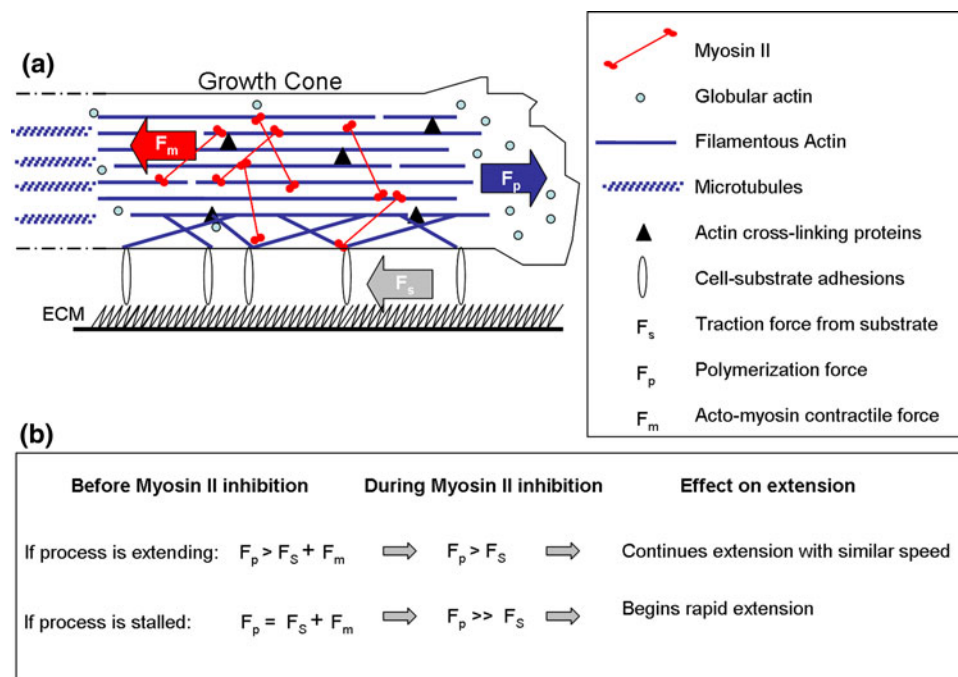 (a)
Growth Cone
Fm
Fp
Fs
ECM
Myosin II
Globular actin
Filamentous Actin
Microtubules
Actin cross-linking proteins
Cell-substrate adhesions
Fs Traction force from substrate
Fp Polymerization force
Fm Acto-myosin contractile force
(b)
Before Myosin II inhibition During Myosin II inhibition Effect on extension
If process is extending: Fp > FS + Fm Fp > FS Continues extension with similar speed
If process is stalled: Fp = FS + Fm Fp >> FS Begins rapid extension